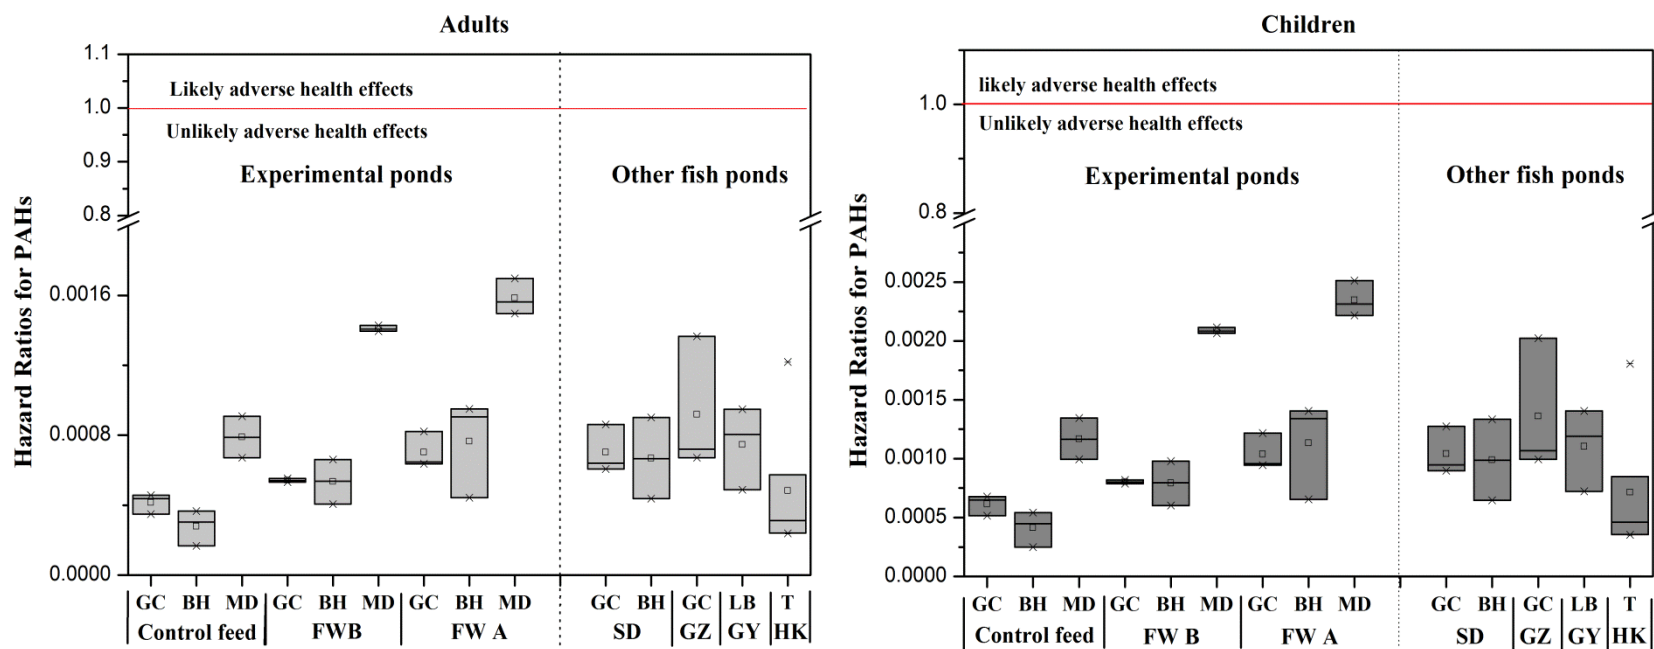 Adults
Hazard Ratios for PAHs
1.1
1.0
0.9
0.8
0.0016
0.0008
0.0000
Likely adverse health effects
Unlikely adverse health effects
Experimental ponds
Other fish ponds
GC BH MD GC BH MD GC BH MD GC BH GC LB T
Control feed FWB FW A SD GZ GY HK
Children
Hazard Ratios for PAHs
1.0
0.8
0.0025
0.0020
0.0015
0.0010
0.0005
0.0000
likely adverse health effects
Unlikely adverse health effects
Experimental ponds
Other fish ponds
GC BH MD GC BH MD GC BH MD GC BH GC LB T
Control feed FW B FW A SD GZ GY HK